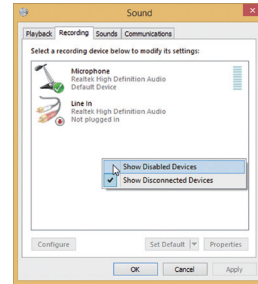 Sound
Playback Recording Sounds Communications
Select a recording device below to modify its settings:
Microphone
Realtek High Definition Audio
Default Device
Line In
Realtek High Definition Audio
Not plugged in
Show Disabled Devices
Show Disconnected Devices
Configure Set Default Properties
OK Cancel Apply